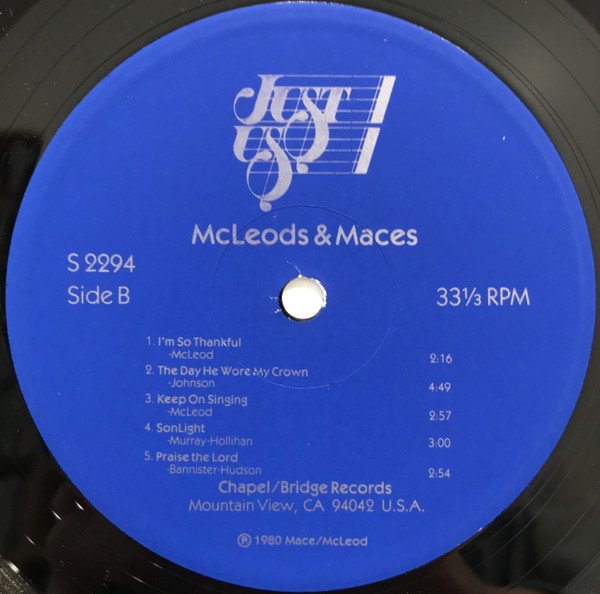 JUST
US
McLeods & Maces
S 2294
Side B
33⅓ RPM
1. I'm So Thankful
-McLeod 2:16
2. The Day He Wore My Crown
-Johnson 4:49
3. Keep On Singing
-McLeod 2:57
4. SonLight
-Murray-Hollihan 3:00
5. Praise the Lord
-Bannister-Hudson 2:54
Chapel/Bridge Records
Mountain View, CA 94042 U.S.A.
℗ 1980 Mace/McLeod